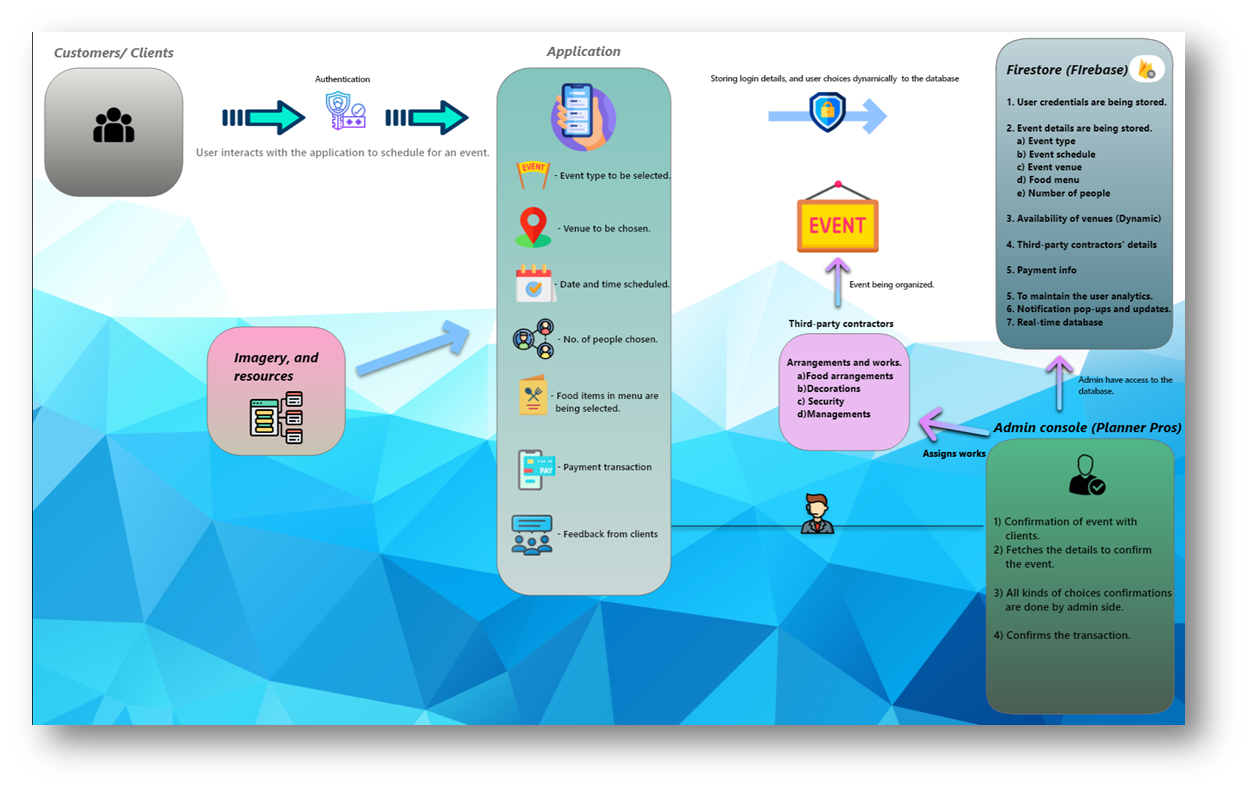 Customers/ Clients
Authentication
User interacts with the application to schedule for an event.
Imagery, and
resources
Application
EVENT
- Event type to be selected.
- Venue to be chosen.
- Date and time scheduled.
- No. of people chosen.
- Food items in menu are
being selected.
PAY
- Payment transaction
- Feedback from clients
Storing login details, and user choices dynamically to the database
EVENT
Event being organized.
Third-party contractors
Arrangements and works.
a)Food arrangements
b)Decorations
c) Security
d)Managements
Assigns works
Firestore (FIrebase)
1. User credentials are being stored.
2. Event details are being stored.
a) Event type
b) Event schedule
c) Event venue
d) Food menu
e) Number of people
3. Availability of venues (Dynamic)
4. Third-party contractors' details
5. Payment info
5. To maintain the user analytics.
6. Notification pop-ups and updates.
7. Real-time database
Admin have access to the
database.
Admin console (Planner Pros)
1) Confirmation of event with
clients.
2) Fetches the details to confirm
the event.
3) All kinds of choices confirmations
are done by admin side.
4) Confirms the transaction.